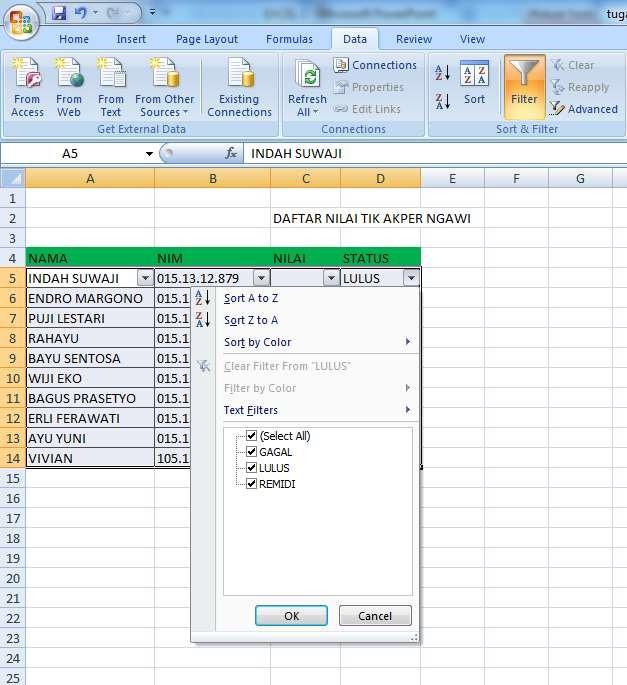 tuga
Home Insert Page Layout Formulas Data Review View
From Access From Web From Text From Other Sources Existing Connections
Refresh All Connections Properties Edit Links
A Z Z A A Z Z A Sort Filter Clear Reapply Advanced
Get External Data Connections Sort & Filter
A5 fx INDAH SUWAJI
A B C D E F G
1
2 DAFTAR NILAI TIK AKPER NGAWI
3
4 NAMA NIM NILAI STATUS
5 INDAH SUWAJI 015.13.12.879 LULUS
6 ENDRO MARGONO 015.1
7 PUJI LESTARI 015.1
8 RAHAYU 015.1
9 BAYU SENTOSA 015.1
10 WIJI EKO 015.1
11 BAGUS PRASETYO 015.1
12 ERLI FERAWATI 015.1
13 AYU YUNI 015.1
14 VIVIAN 105.1
15
16
17
18
19
20
21
22
23
24
25
A Z Sort A to Z
Z A Sort Z to A
Sort by Color
Clear Filter From "LULUS"
Filter by Color
Text Filters
(Select All)
GAGAL
LULUS
REMIDI
OK Cancel